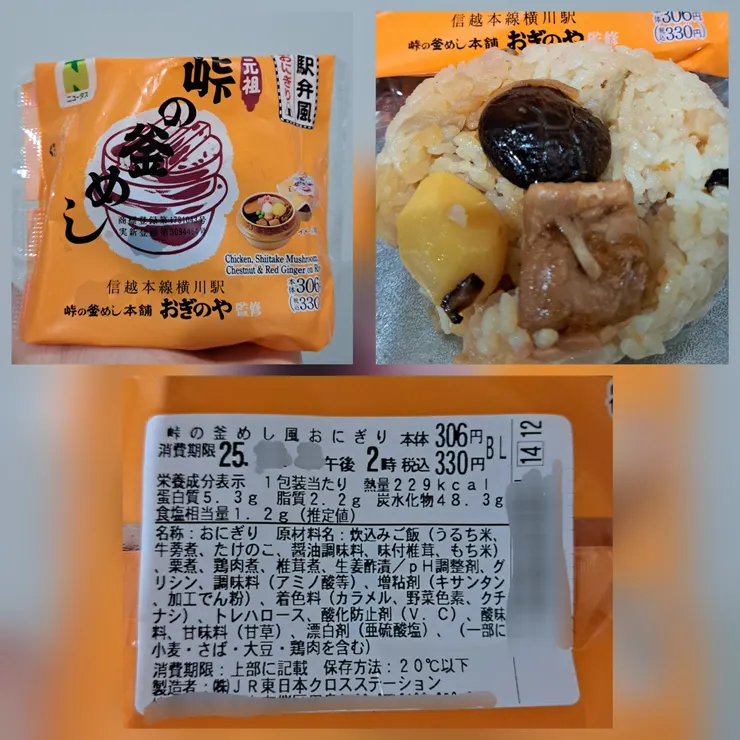 ニューデイズ
駅弁風
おにぎり
元祖
峠の釜めし
Chicken, Shiitake Mushroom,
Chestnut & Red Ginger on
本体306
(税込330
信越本線横川駅
峠の釜めし本舗 おぎのや監修
信越本線横川駅
峠の釜めし本舗 おぎのや監修
体306円
(330円)
峠の釜めし風おにぎり 本体 306円
消費期限 25. 午後 2時 税込 330円 BL
14 12
栄養成分表示 1包装当たり 熱量229kcal
蛋白質5.3g 脂質2.2g 炭水化物48.3g
食塩相当量1.2g(推定値)
名称:おにぎり 原材料名:炊込みご飯(うるち米、
牛蒡煮、たけのこ、醤油調味料、味付椎茸、もち米)
、栗煮、鶏肉煮、椎茸煮、生姜酢漬/pH調整剤、グ
リシン、調味料(アミノ酸等)、増粘剤(キサンタン
、加工でん粉)、着色料(カラメル、野菜色素、クチ
ナシ)、トレハロース、酸化防止剤(V.C)、酸味
料、甘味料(甘草)、漂白剤(亜硫酸塩)、(一部に
小麦・さば・大豆・鶏肉を含む)
消費期限:上部に記載 保存方法:20℃以下
製造者:㈱JR東日本クロスステーション